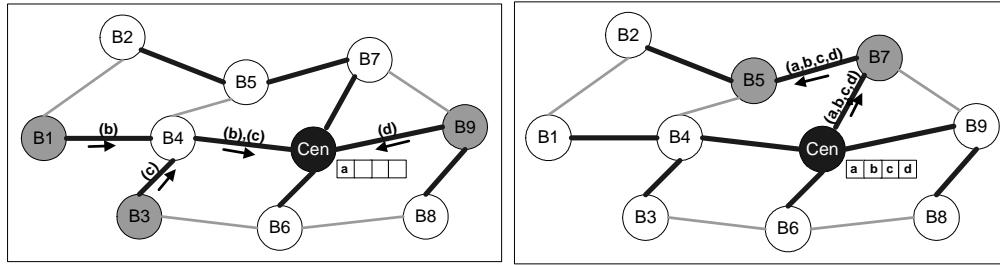 B2
B7
B5
B1
(b)
B4
(b),(c)
Cen
(d)
B9
a
(c)
B3
B6
B8
B2
B7
(a,b,c,d)
B5
(a,b,c,d)
B1
B4
Cen
B9
a b c d
B3
B6
B8